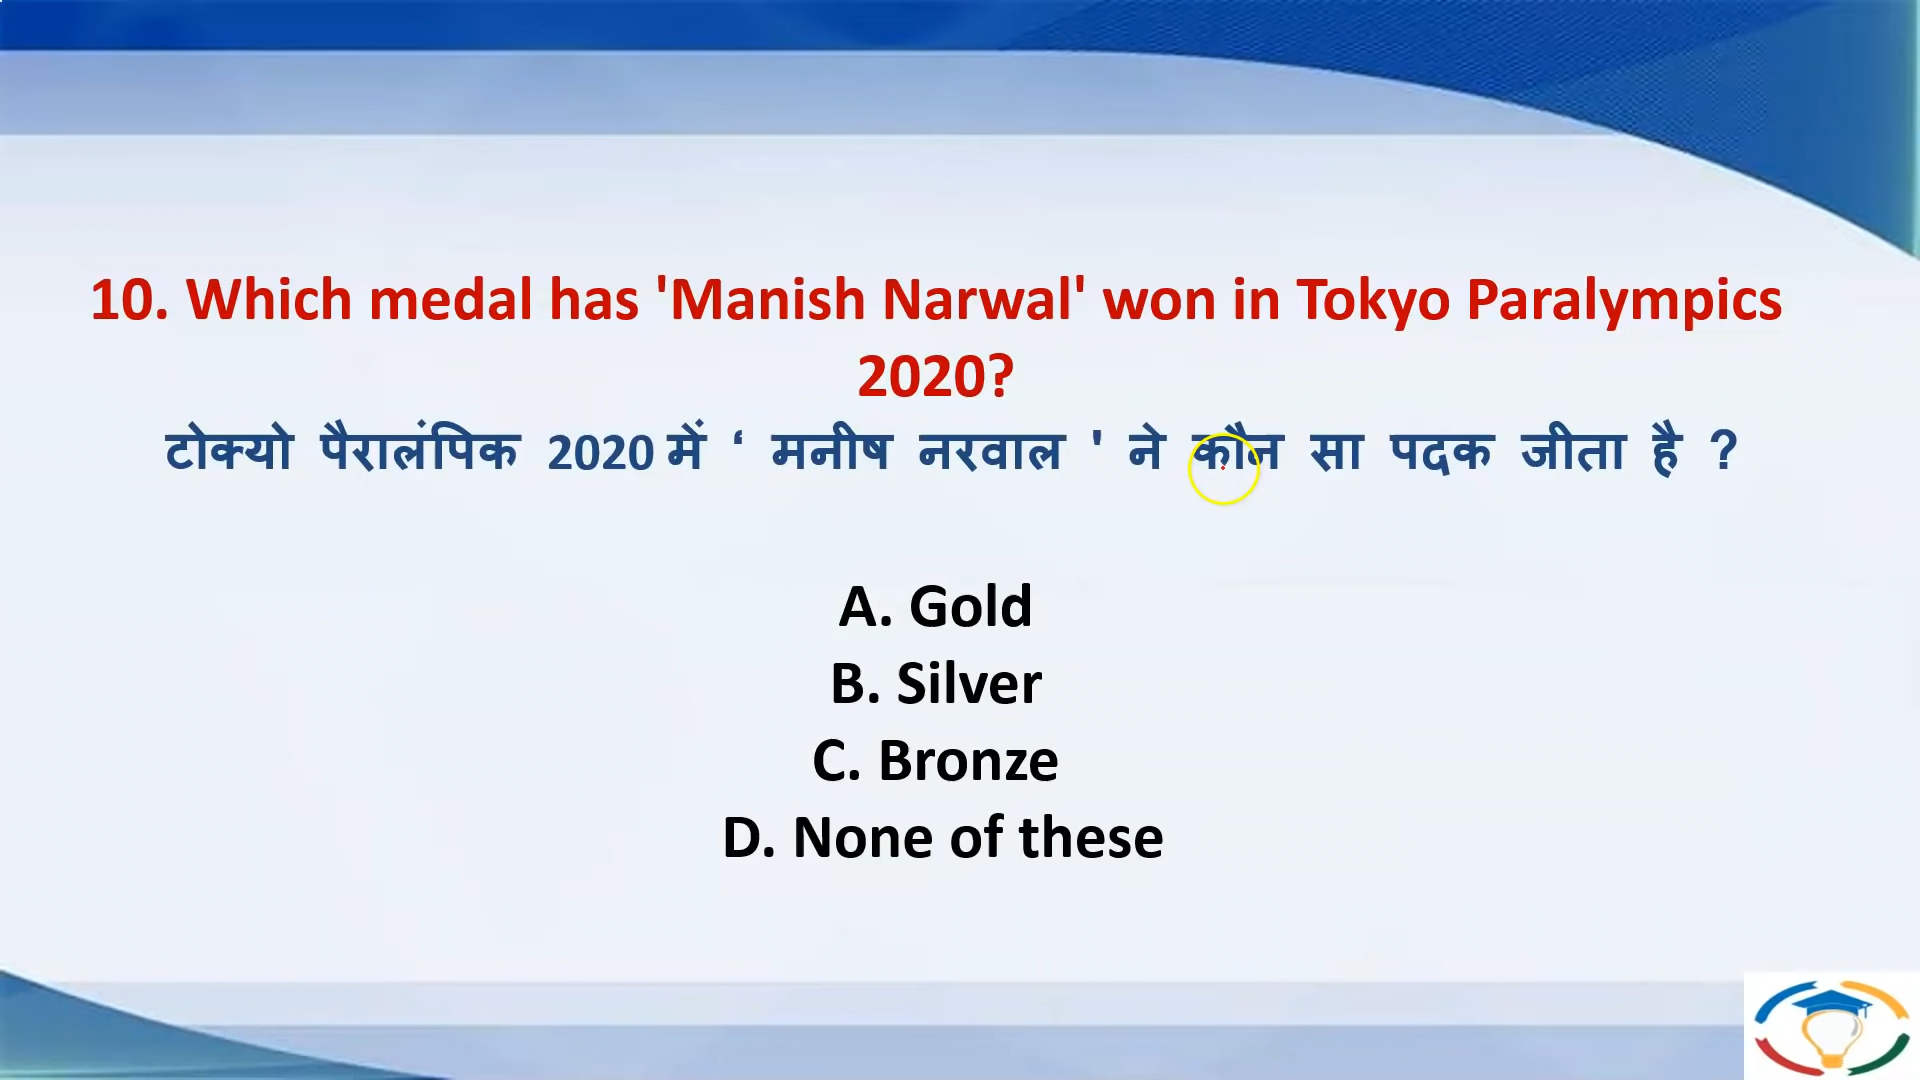 10. Which medal has 'Manish Narwal' won in Tokyo Paralympics
2020?
टोक्यो पैरालंपिक 2020 में ‘ मनीष नरवाल ' ने कौन सा पदक जीता है ?
A. Gold
B. Silver
C. Bronze
D. None of these